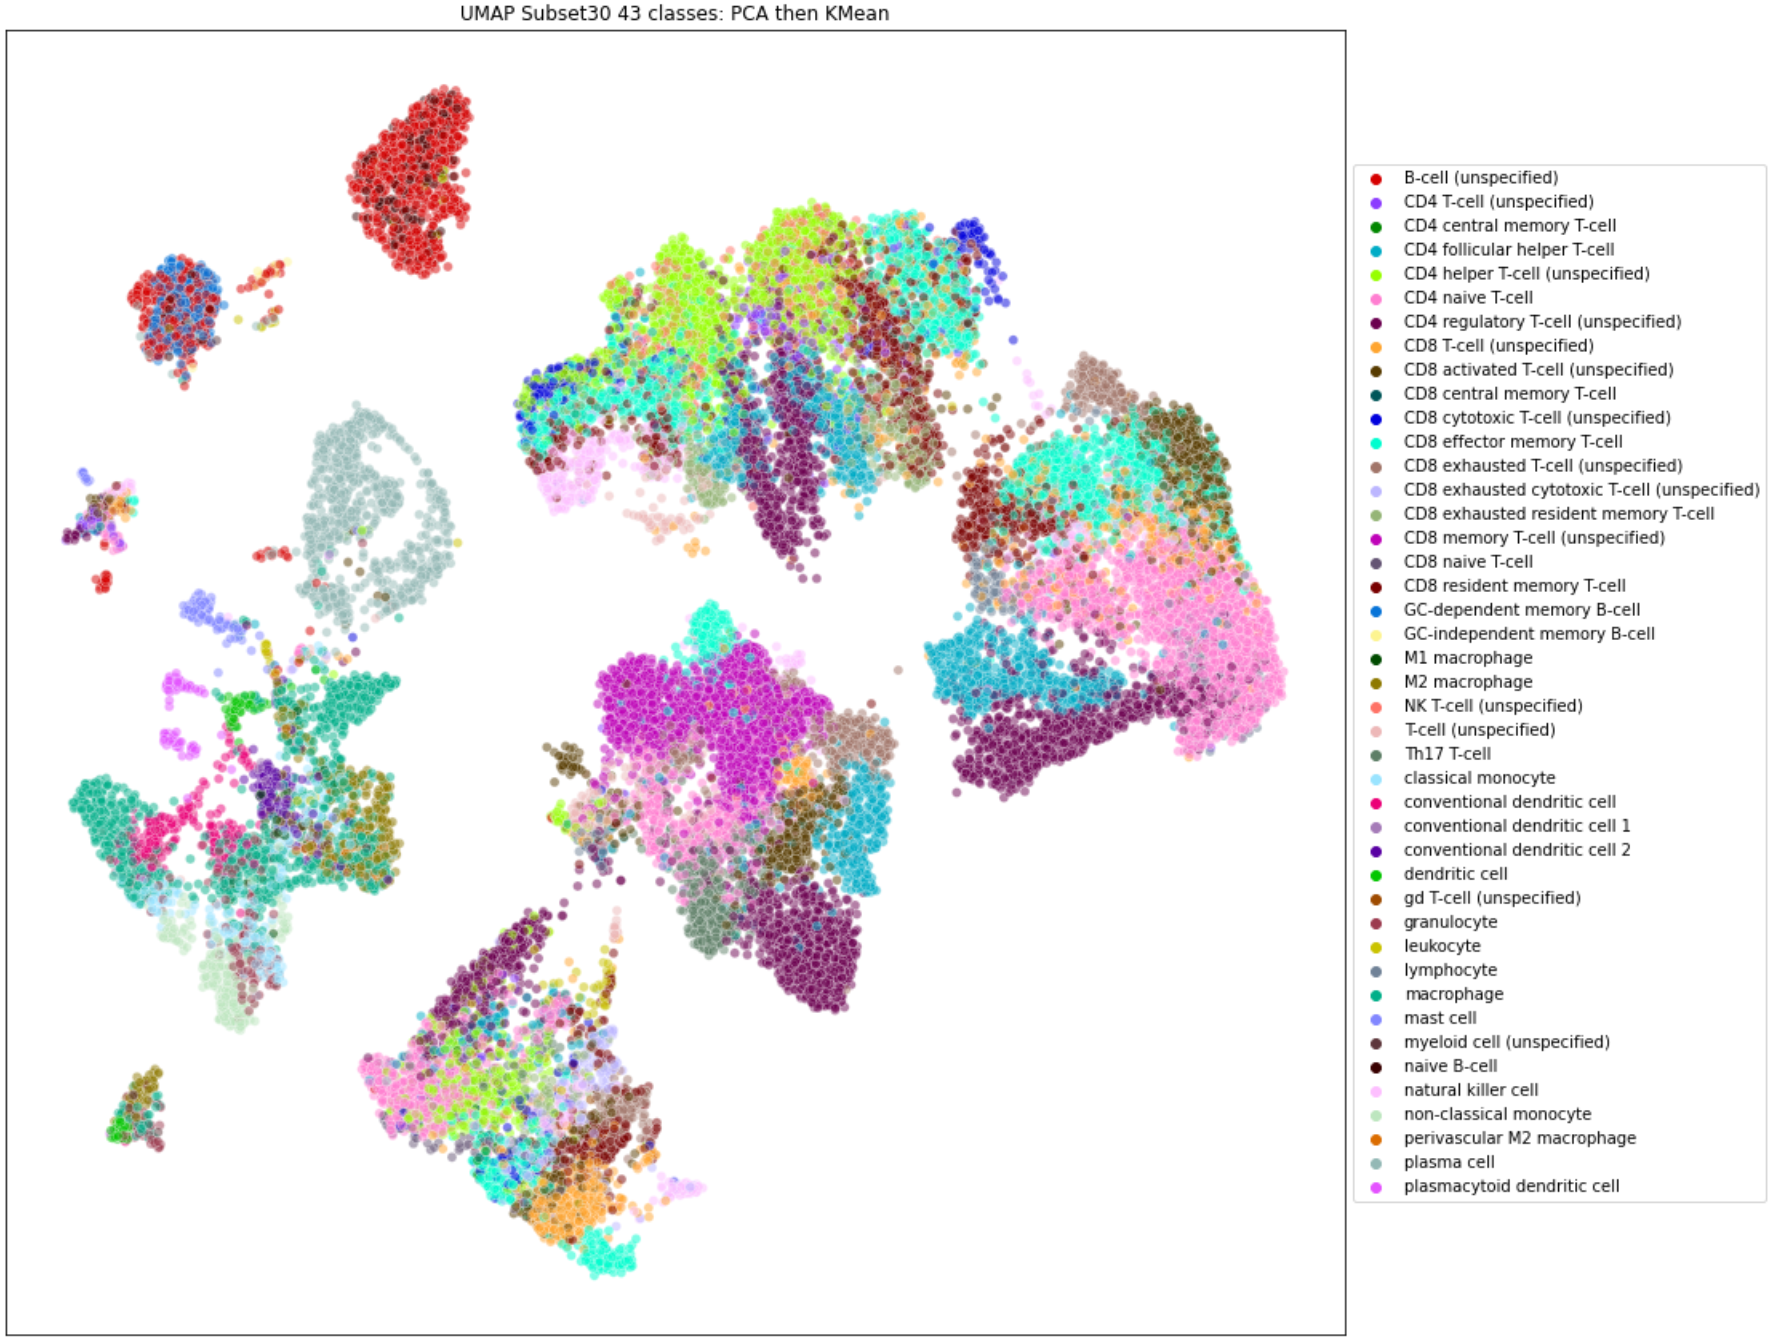 UMAP Subset30 43 classes: PCA then KMean
B-cell (unspecified)
CD4 T-cell (unspecified)
CD4 central memory T-cell
CD4 follicular helper T-cell
CD4 helper T-cell (unspecified)
CD4 naive T-cell
CD4 regulatory T-cell (unspecified)
CD8 T-cell (unspecified)
CD8 activated T-cell (unspecified)
CD8 central memory T-cell
CD8 cytotoxic T-cell (unspecified)
CD8 effector memory T-cell
CD8 exhausted T-cell (unspecified)
CD8 exhausted cytotoxic T-cell (unspecified)
CD8 exhausted resident memory T-cell
CD8 memory T-cell (unspecified)
CD8 naive T-cell
CD8 resident memory T-cell
GC-dependent memory B-cell
GC-independent memory B-cell
M1 macrophage
M2 macrophage
NK T-cell (unspecified)
T-cell (unspecified)
Th17 T-cell
classical monocyte
conventional dendritic cell
conventional dendritic cell 1
conventional dendritic cell 2
dendritic cell
gd T-cell (unspecified)
granulocyte
leukocyte
lymphocyte
macrophage
mast cell
myeloid cell (unspecified)
naive B-cell
natural killer cell
non-classical monocyte
perivascular M2 macrophage
plasma cell
plasmacytoid dendritic cell